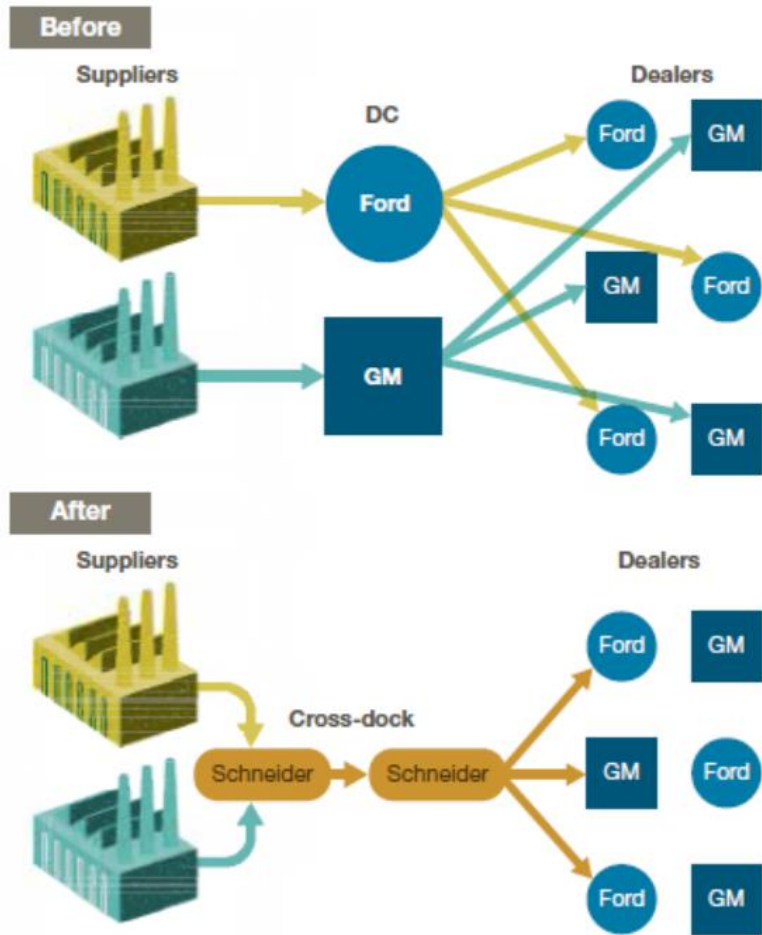 Before
Suppliers
Dealers
DC
Ford
GM
Ford
GM
Ford
GM
Ford
GM
After
Suppliers
Dealers
Ford
GM
Cross-dock
Schneider
Schneider
GM
Ford
Ford
GM